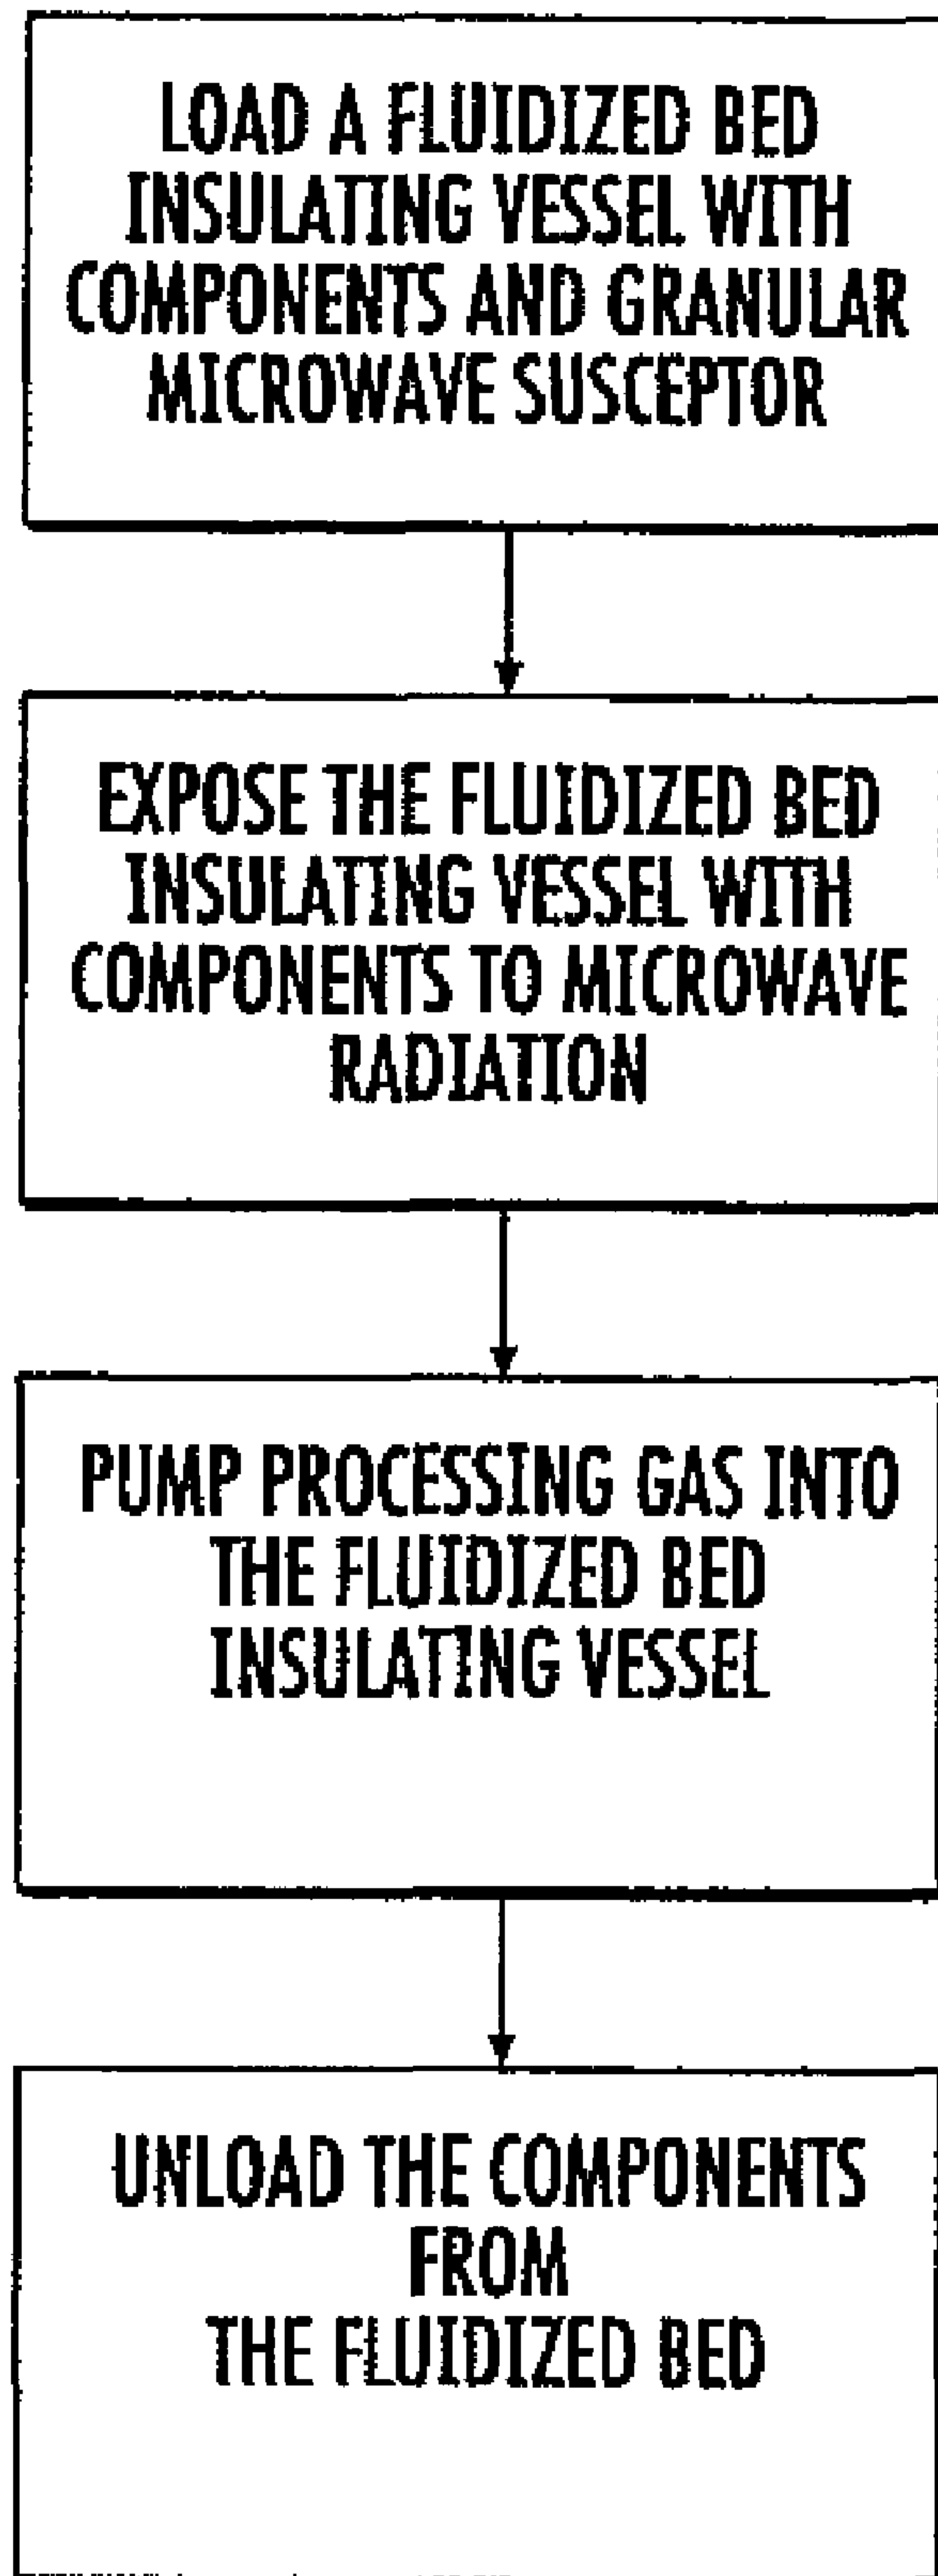 LOAD A FLUIDIZED BED
INSULATING VESSEL WITH
COMPONENTS AND GRANULAR
MICROWAVE SUSCEPTOR
EXPOSE THE FLUIDIZED BED
INSULATING VESSEL WITH
COMPONENTS TO MICROWAVE
RADIATION
PUMP PROCESSING GAS INTO
THE FLUIDIZED BED
INSULATING VESSEL
UNLOAD THE COMPONENTS
FROM
THE FLUIDIZED BED